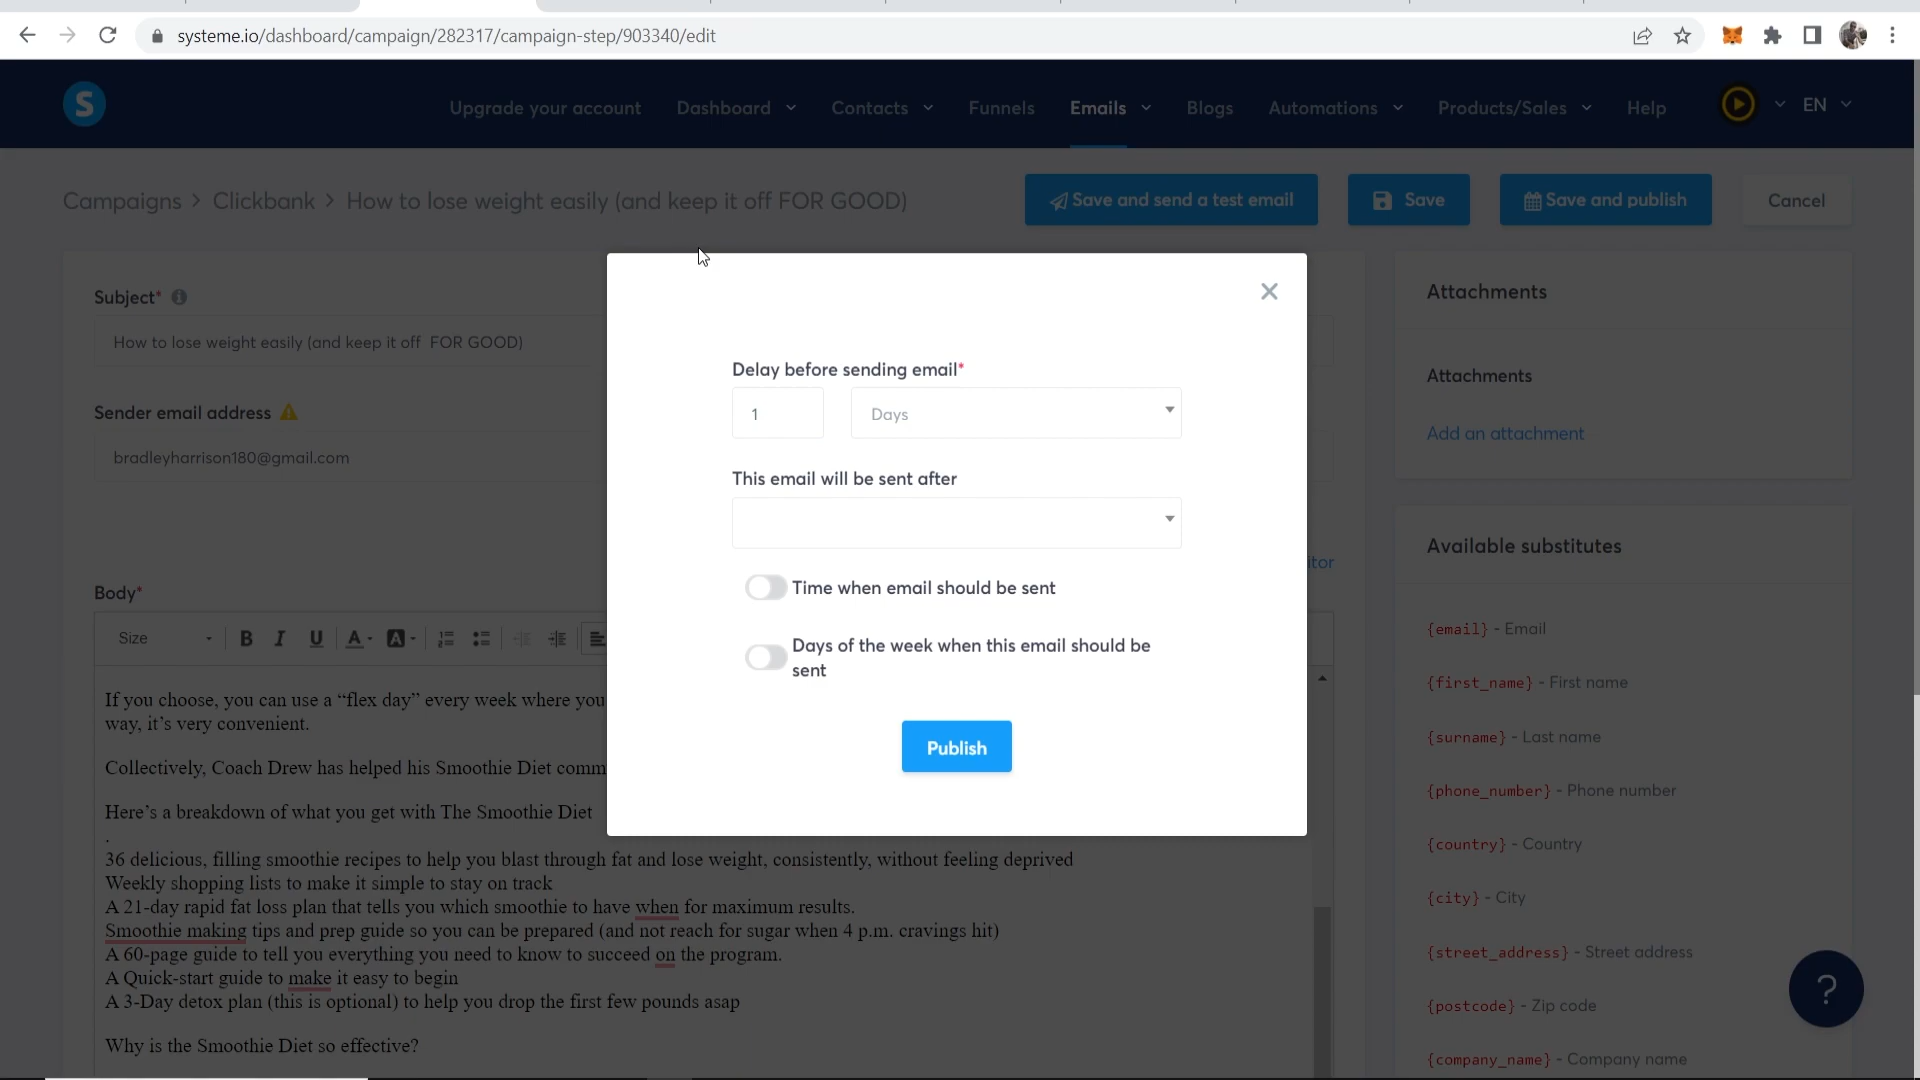 systeme.io/dashboard/campaign/282317/campaign-step/903340/edit
S
Upgrade your account
Dashboard
Contacts
Funnels
Emails
Blogs
Automations
Products/Sales
Help
EN
Campaigns > Clickbank > How to lose weight easily (and keep it off FOR GOOD)
Save and send a test email
Save
Save and publish
Cancel
Subject*
How to lose weight easily (and keep it off  FOR GOOD)
Sender email address
bradleyharrison180@gmail.com
Body*
Size
B I U A A
If you choose, you can use a “flex day” every week where you
way, it’s very convenient.
Collectively, Coach Drew has helped his Smoothie Diet comm
Here’s a breakdown of what you get with The Smoothie Diet
.
36 delicious, filling smoothie recipes to help you blast through fat and lose weight, consistently, without feeling deprived
Weekly shopping lists to make it simple to stay on track
A 21-day rapid fat loss plan that tells you which smoothie to have when for maximum results.
Smoothie making tips and prep guide so you can be prepared (and not reach for sugar when 4 p.m. cravings hit)
A 60-page guide to tell you everything you need to know to succeed on the program.
A Quick-start guide to make it easy to begin
A 3-Day detox plan (this is optional) to help you drop the first few pounds asap
Why is the Smoothie Diet so effective?
Delay before sending email*
1
Days
This email will be sent after
Time when email should be sent
Days of the week when this email should be
sent
Publish
itor
Attachments
Attachments
Add an attachment
Available substitutes
{email} - Email
{first_name} - First name
{surname} - Last name
{phone_number} - Phone number
{country} - Country
{city} - City
{street_address} - Street address
{postcode} - Zip code
{company_name} - Company name
?